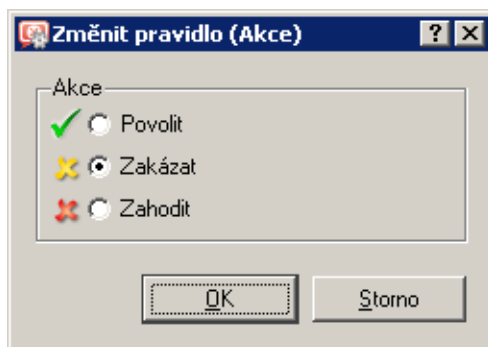 Změnit pravidlo (Akce)
Akce
Povolit
Zakázat
Zahodit
OK
Storno